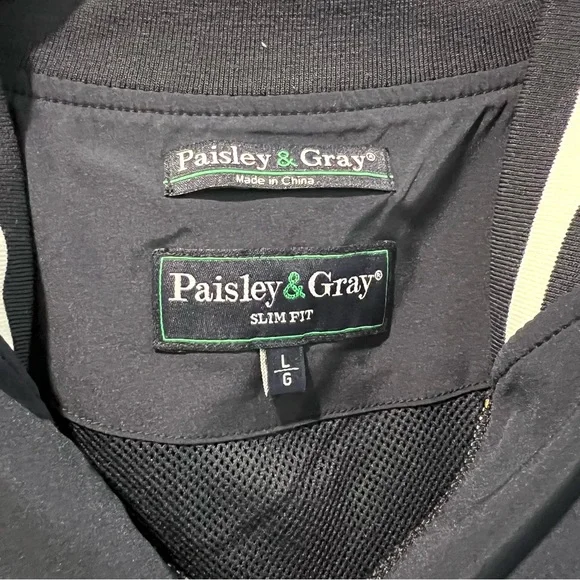 Paisley & Gray®
Made in China
Paisley & Gray®
SLIM FIT
L
G